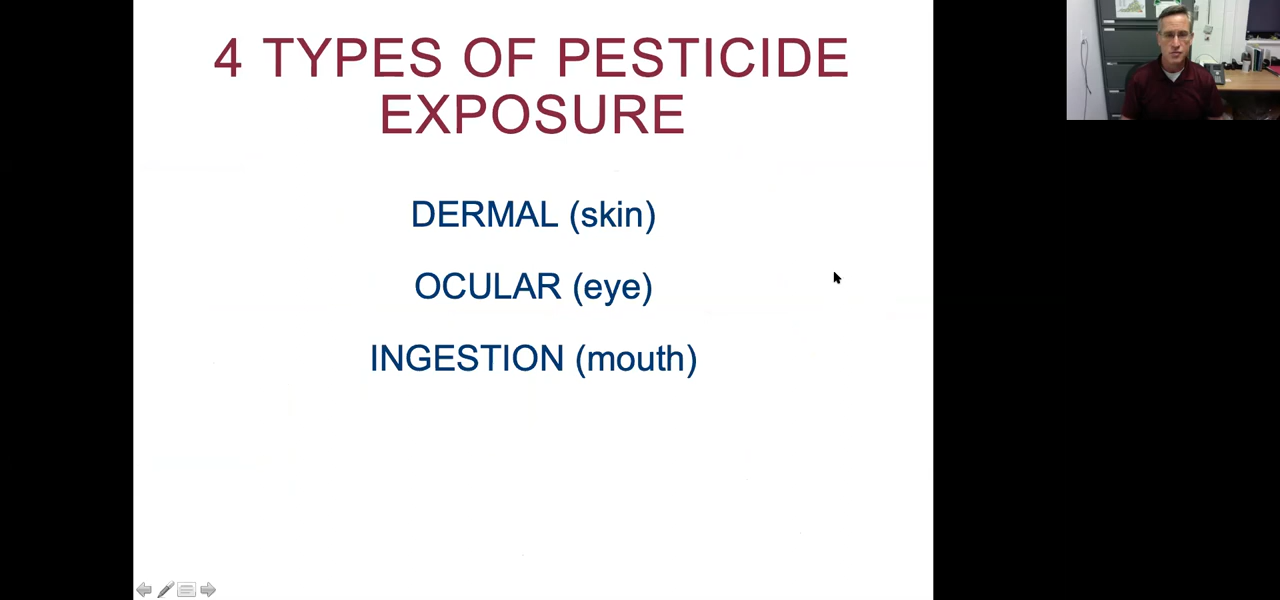 4 TYPES OF PESTICIDE
EXPOSURE
DERMAL (skin)
OCULAR (eye)
INGESTION (mouth)